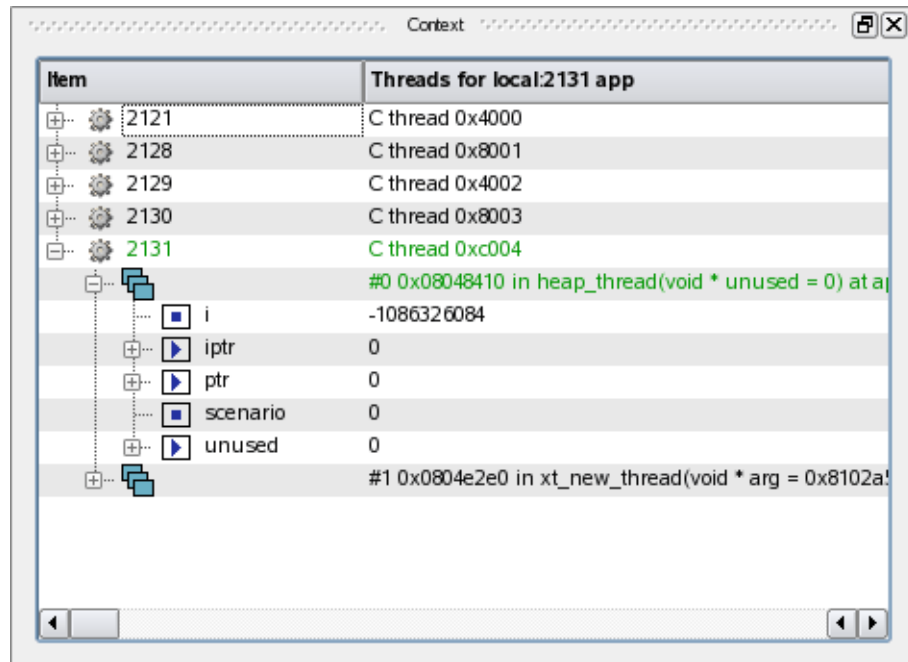 Context
Item Threads for local:2131 app
2121 C thread 0x4000
2128 C thread 0x8001
2129 C thread 0x4002
2130 C thread 0x8003
2131 C thread 0xc004
#0 0x08048410 in heap_thread(void * unused = 0) at
i -1086326084
iptr 0
ptr 0
scenario 0
unused 0
#1 0x0804e2e0 in xt_new_thread(void * arg =